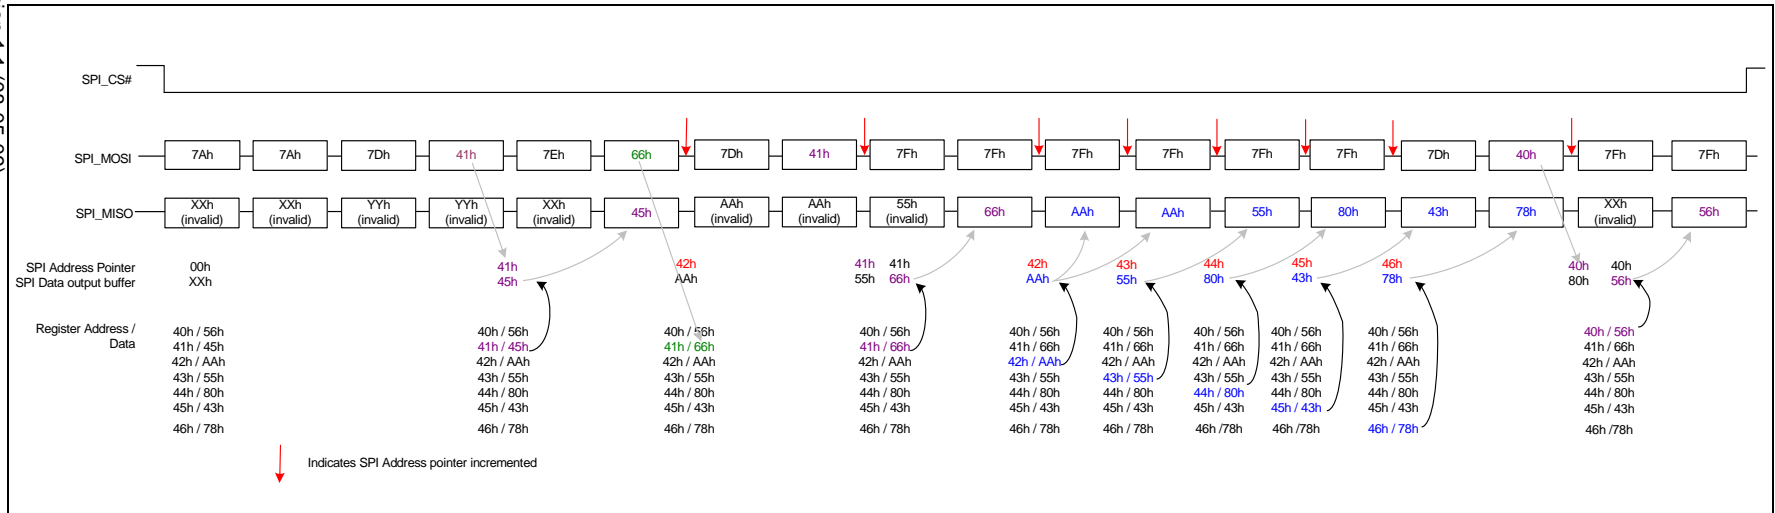 SPI_CS#
SPI_MOSI 7Ah 7Ah 7Dh 41h 7Eh 66h 7Dh 41h 7Fh 7Fh 7Fh 7Fh 7Fh 7Fh 7Dh 40h 7Fh 7Fh
SPI_MISO XXh (invalid) XXh (invalid) YYh (invalid) YYh (invalid) XXh (invalid) 45h AAh (invalid) AAh (invalid) 55h (invalid) 66h AAh AAh 55h 80h 43h 78h XXh (invalid) 56h
SPI Address Pointer 00h 41h 42h 41h 41h 42h 43h 44h 45h 46h 40h 40h
SPI Data output buffer XXh 45h AAh 55h 66h AAh 55h 80h 43h 78h 80h 56h
Register Address / 40h / 56h 40h / 56h 40h / 56h 40h / 56h 40h / 56h 40h / 56h 40h / 56h 40h / 56h 40h / 56h 40h / 56h
Data 41h / 45h 41h / 45h 41h / 66h 41h / 66h 41h / 66h 41h / 66h 41h / 66h 41h / 66h 41h / 66h 41h / 66h
42h / AAh 42h / AAh 42h / AAh 42h / AAh 42h / AAh 42h / AAh 42h / AAh 42h / AAh 42h / AAh 42h / AAh
43h / 55h 43h / 55h 43h / 55h 43h / 55h 43h / 55h 43h / 55h 43h / 55h 43h / 55h 43h / 55h 43h / 55h
44h / 80h 44h / 80h 44h / 80h 44h / 80h 44h / 80h 44h / 80h 44h / 80h 44h / 80h 44h / 80h 44h / 80h
45h / 43h 45h / 43h 45h / 43h 45h / 43h 45h / 43h 45h / 43h 45h / 43h 45h / 43h 45h / 43h 45h / 43h
46h / 78h 46h / 78h 46h / 78h 46h / 78h 46h / 78h 46h / 78h 46h /78h 46h /78h 46h / 78h 46h /78h
Indicates SPI Address pointer incremented